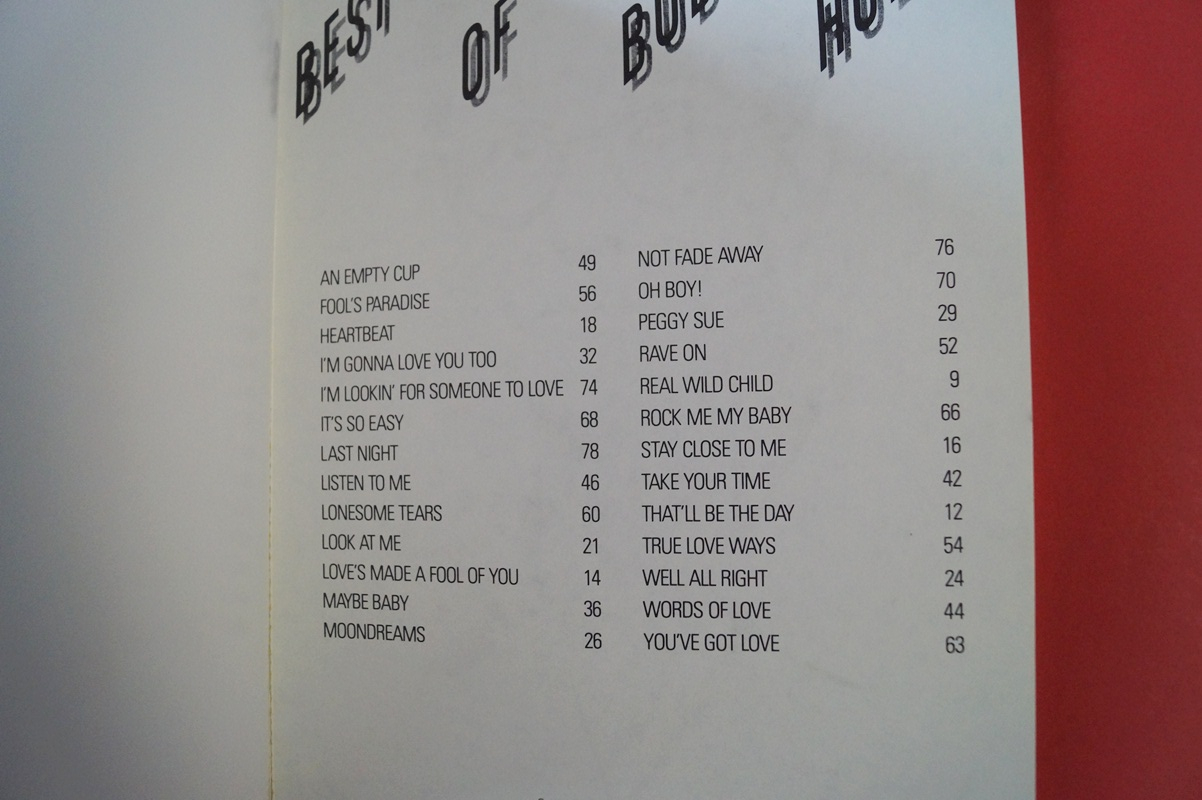 BEST OF
AN EMPTY CUP 49
FOOL'S PARADISE 56
HEARTBEAT 18
I'M GONNA LOVE YOU TOO 32
I'M LOOKIN' FOR SOMEONE TO LOVE 74
IT'S SO EASY 68
LAST NIGHT 78
LISTEN TO ME 46
LONESOME TEARS 60
LOOK AT ME 21
LOVE'S MADE A FOOL OF YOU 14
MAYBE BABY 36
MOONDREAMS 26
NOT FADE AWAY 76
OH BOY! 70
PEGGY SUE 29
RAVE ON 52
REAL WILD CHILD 9
ROCK ME MY BABY 66
STAY CLOSE TO ME 16
TAKE YOUR TIME 42
THAT'LL BE THE DAY 12
TRUE LOVE WAYS 54
WELL ALL RIGHT 24
WORDS OF LOVE 44
YOU'VE GOT LOVE 63